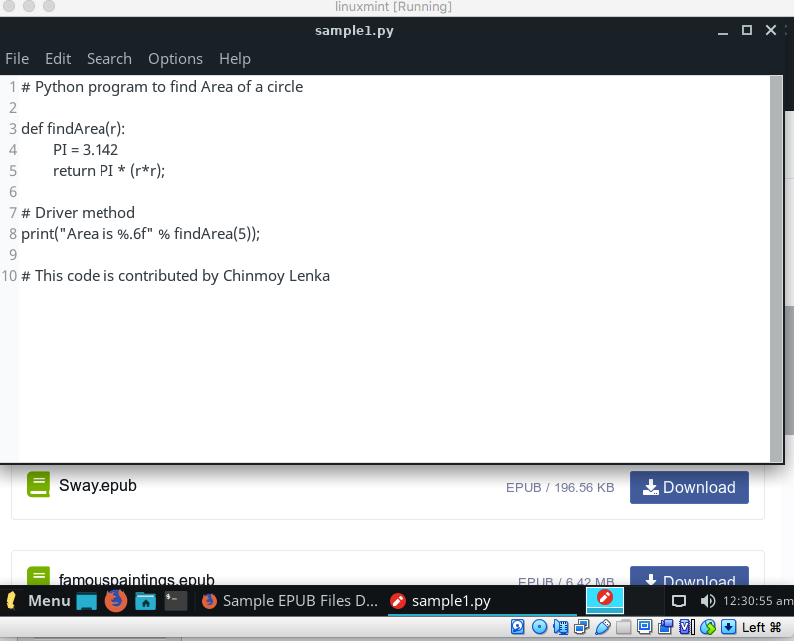 linuxmint [Running]
sample1.py
File Edit Search Options Help
1 # Python program to find Area of a circle
2
3 def findArea(r):
4 PI = 3.142
5 return PI * (r*r);
6
7 # Driver method
8 print("Area is %.6f" % findArea(5));
9
10 # This code is contributed by Chinmoy Lenka
Sway.epub EPUB / 196.56 KB Download
famouspaintings.epub EPUB / 6.42 MB Download
Menu Sample EPUB Files D... sample1.py 12:30:55 am
Left ⌘